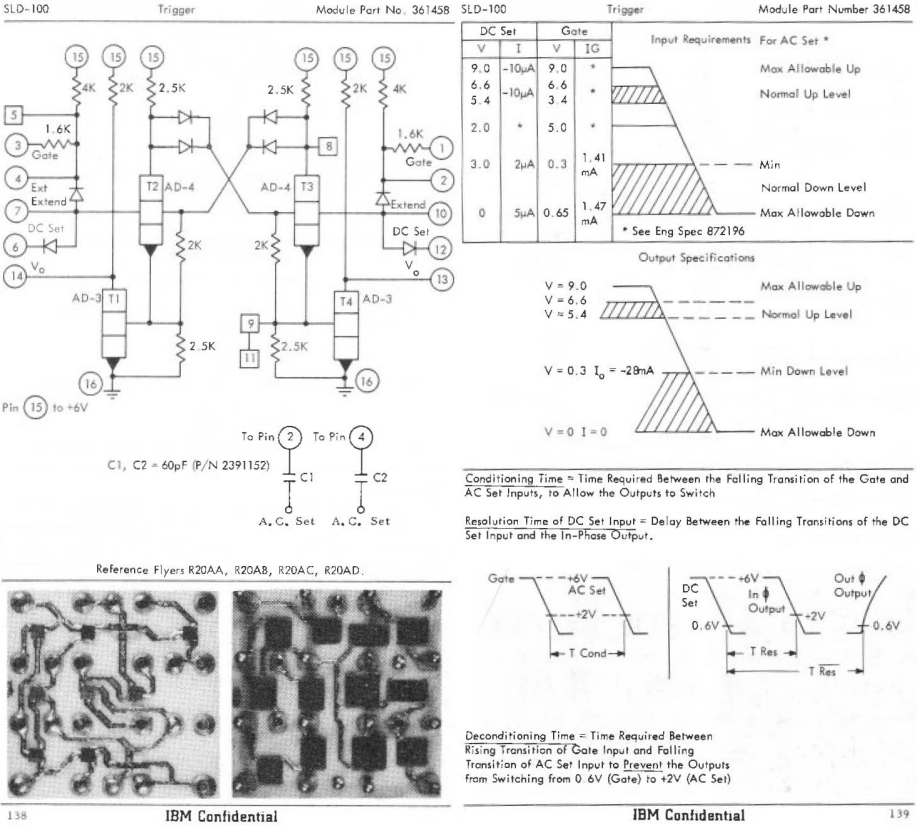 SLD-100 Trigger Module Part No. 361458
15 15 15 15 15 15
4K 2K 2.5K 2.5K 2K 4K
5
1.6K 8 1.6K
3 1
Gate Gate
4 T2 AD-4 AD-4 T3 2
Ext
Extend Extend
7 10
DC Set DC Set
6 2K 2K 12
Vo Vo
14 13
AD-3 T1 T4 AD-3
9
2.5K 11 2.5K
16 16
Pin 15 to +6V
To Pin 2 To Pin 4
C1, C2 = 60pF (P/N 2391152)
C1 C2
A.C. Set A.C. Set
Reference Flyers R20AA, R20AB, R20AC, R20AD.
138 IBM Confidential
SLD-100 Trigger Module Part Number 361458
DC Set Gate Input Requirements For AC Set *
V I V IG
9.0 -10μA 9.0 * Max Allowable Up
6.6 -10μA 6.6 * Normal Up Level
5.4 3.4
2.0 * 5.0 *
3.0 2μA 0.3 1.41 mA Min
Normal Down Level
0 5μA 0.65 1.47 mA Max Allowable Down
* See Eng Spec 872196
Output Specifications
V = 9.0 Max Allowable Up
V = 6.6
V = 5.4 Normal Up Level
V = 0.3 Io = -28mA Min Down Level
V = 0 I = 0 Max Allowable Down
Conditioning Time = Time Required Between the Falling Transition of the Gate and
AC Set Inputs, to Allow the Outputs to Switch
Resolution Time of DC Set Input = Delay Between the Falling Transitions of the DC
Set Input and the In-Phase Output.
Gate +6V DC +6V Out ϕ
AC Set Set In ϕ Output
Output
+2V 0.6V +2V 0.6V
T Cond T Res
T R̅e̅s̅
Deconditioning Time = Time Required Between
Rising Transition of Gate Input and Falling
Transition of AC Set Input to Prevent the Outputs
from Switching from 0.6V (Gate) to +2V (AC Set)
IBM Confidential 139